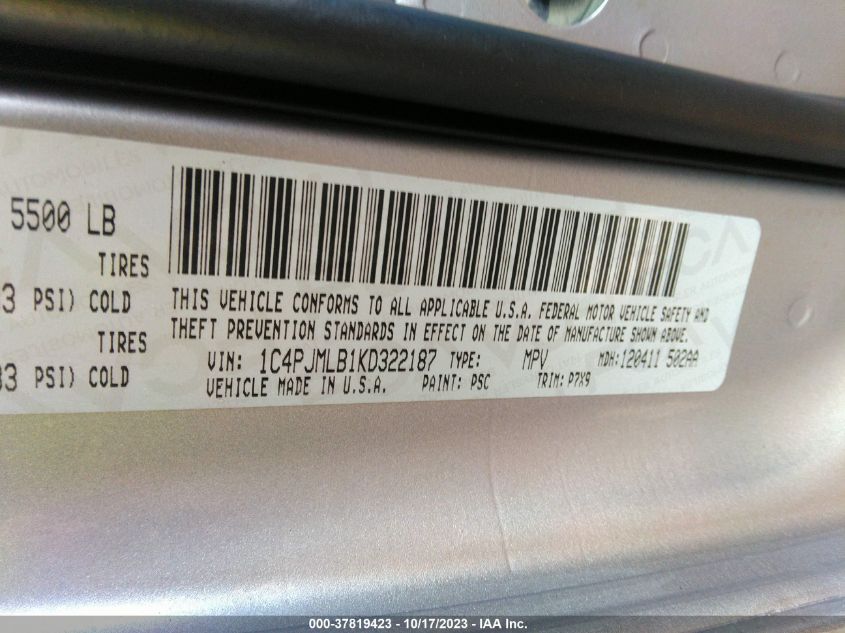 5500 LB
TIRES
3 PSI) COLD
TIRES
33 PSI) COLD
THIS VEHICLE CONFORMS TO ALL APPLICABLE U.S.A. FEDERAL MOTOR VEHICLE SAFETY AND
THEFT PREVENTION STANDARDS IN EFFECT ON THE DATE OF MANUFACTURE SHOWN ABOVE.
VIN: 1C4PJMLB1KD322187 TYPE: MPV MDH:120411 502AA
VEHICLE MADE IN U.S.A. PAINT: PSC TRIM: P7X9
000-37819423 - 10/17/2023 - IAA Inc.